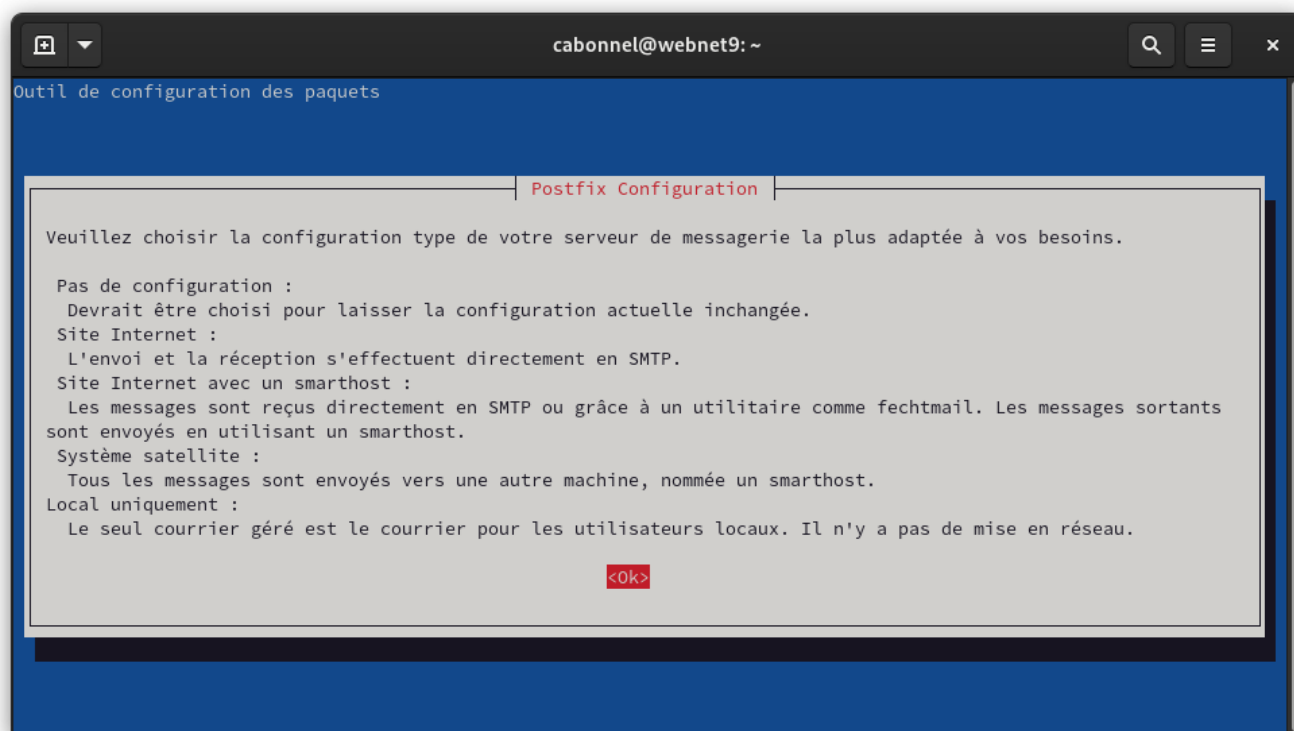 cabonnel@webnet9: ~
Outil de configuration des paquets
Postfix Configuration
Veuillez choisir la configuration type de votre serveur de messagerie la plus adaptée à vos besoins.
Pas de configuration :
Devrait être choisi pour laisser la configuration actuelle inchangée.
Site Internet :
L'envoi et la réception s'effectuent directement en SMTP.
Site Internet avec un smarthost :
Les messages sont reçus directement en SMTP ou grâce à un utilitaire comme fechtmail. Les messages sortants
sont envoyés en utilisant un smarthost.
Système satellite :
Tous les messages sont envoyés vers une autre machine, nommée un smarthost.
Local uniquement :
Le seul courrier géré est le courrier pour les utilisateurs locaux. Il n'y a pas de mise en réseau.
<Ok>